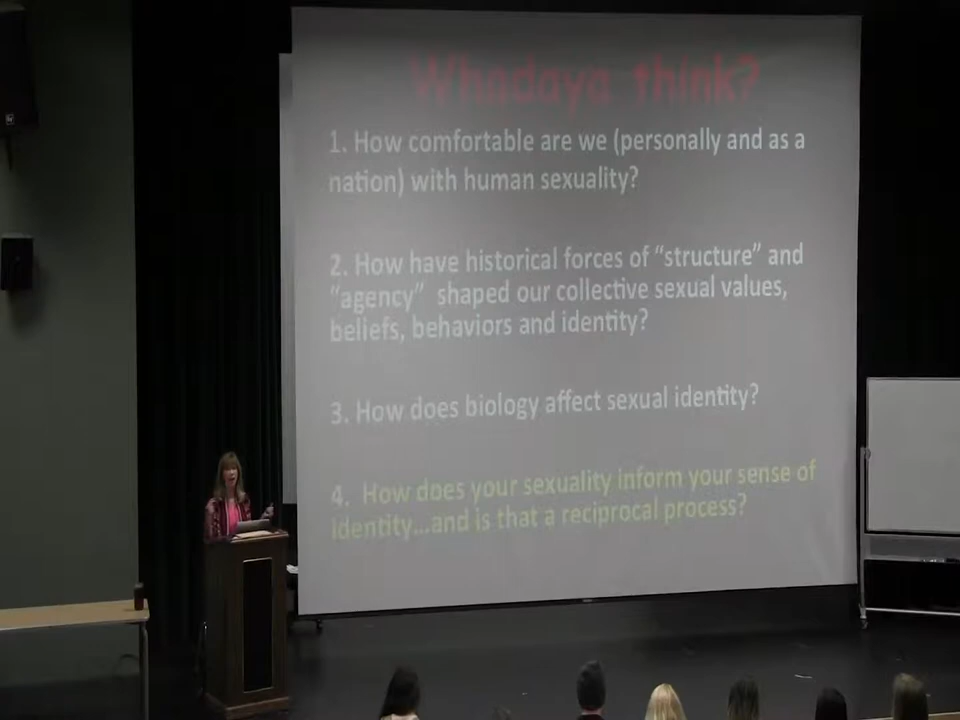 Whadaya think?
1. How comfortable are we (personally and as a
nation) with human sexuality?
2. How have historical forces of “structure” and
“agency” shaped our collective sexual values,
beliefs, behaviors and identity?
3. How does biology affect sexual identity?
4. How does your sexuality inform your sense of
identity...and is that a reciprocal process?